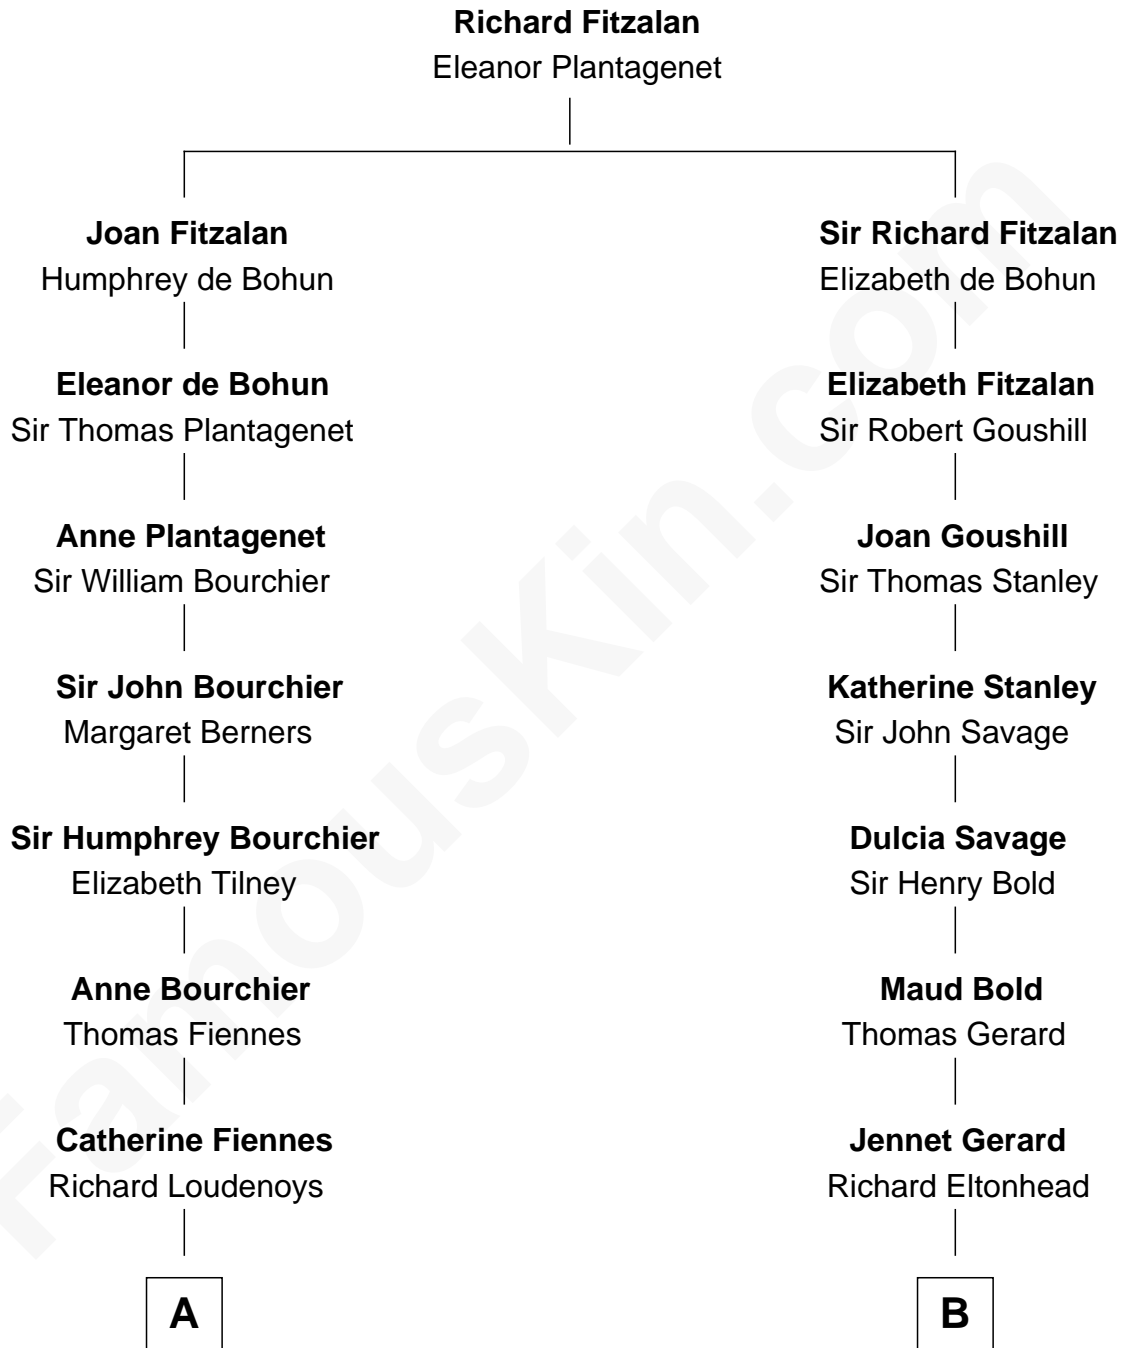 Richard Fitzalan
Eleanor Plantagenet
Joan Fitzalan
Humphrey de Bohun
Sir Richard Fitzalan
Elizabeth de Bohun
Eleanor de Bohun
Sir Thomas Plantagenet
Elizabeth Fitzalan
Sir Robert Goushill
Anne Plantagenet
Sir William Bourchier
Joan Goushill
Sir Thomas Stanley
Sir John Bourchier
Margaret Berners
Katherine Stanley
Sir John Savage
Sir Humphrey Bourchier
Elizabeth Tilney
Dulcia Savage
Sir Henry Bold
Anne Bourchier
Thomas Fiennes
Maud Bold
Thomas Gerard
Catherine Fiennes
Richard Loudenoys
Jennet Gerard
Richard Eltonhead
A
B
FamousKin.com